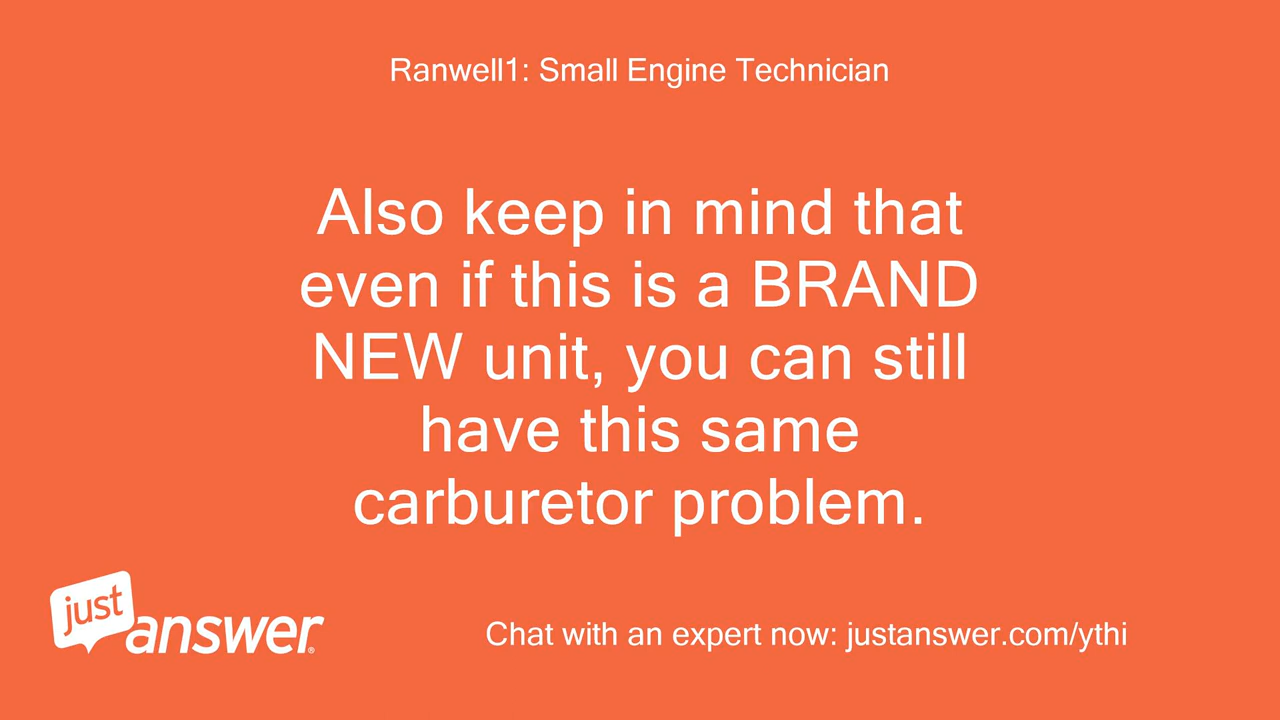 Ranwell1: Small Engine Technician
Also keep in mind that
even if this is a BRAND
NEW unit, you can still
have this same
carburetor problem.
just
answer®
Chat with an expert now: justanswer.com/ythi